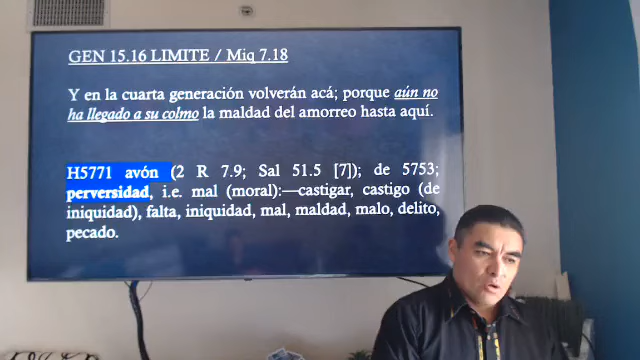 GEN 15.16 LIMITE / Miq 7.18
Y en la cuarta generación volverán acá; porque aún no
ha llegado a su colmo la maldad del amorreo hasta aquí.
H5771 avón (2 R 7.9; Sal 51.5 [7]); de 5753;
perversidad, i.e. mal (moral):—castigar, castigo (de
iniquidad), falta, iniquidad, mal, maldad, malo, delito,
pecado.